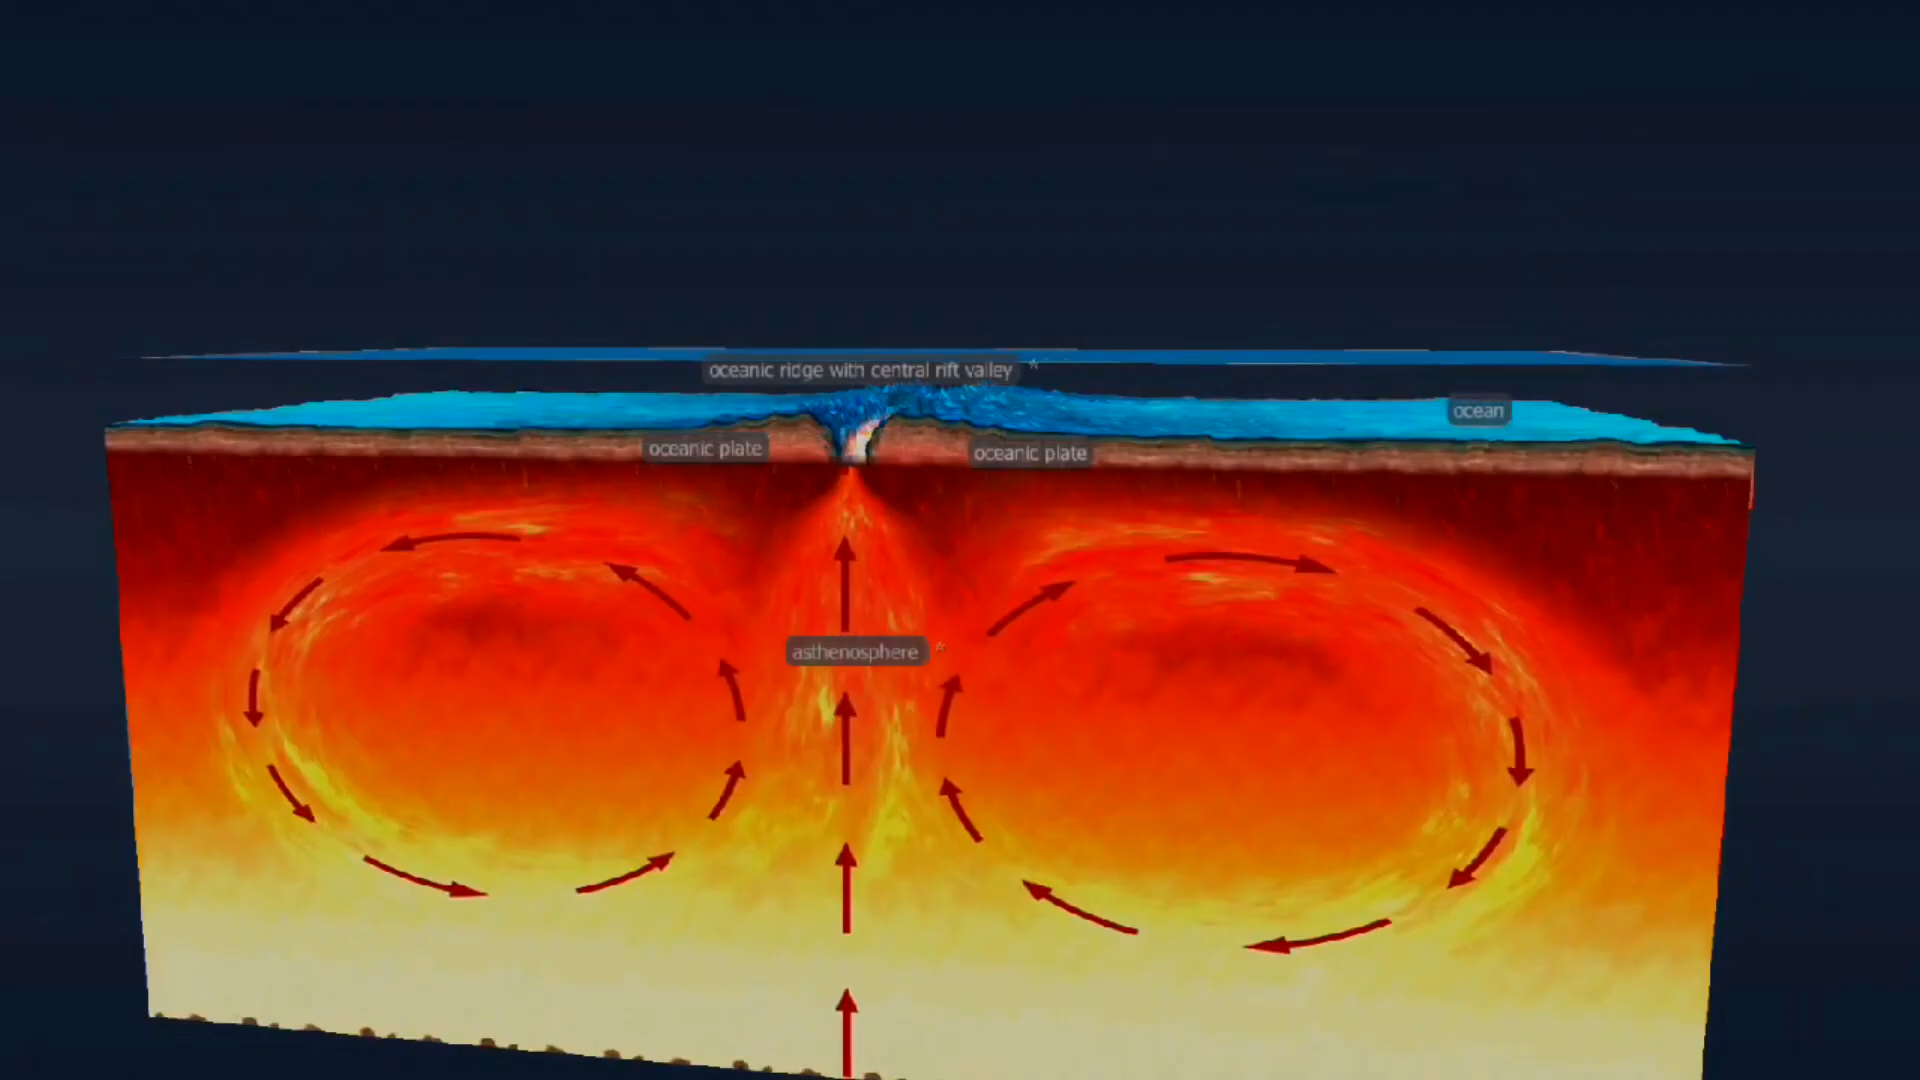 oceanic ridge with central rift valley *
ocean
oceanic plate
oceanic plate
asthenosphere *